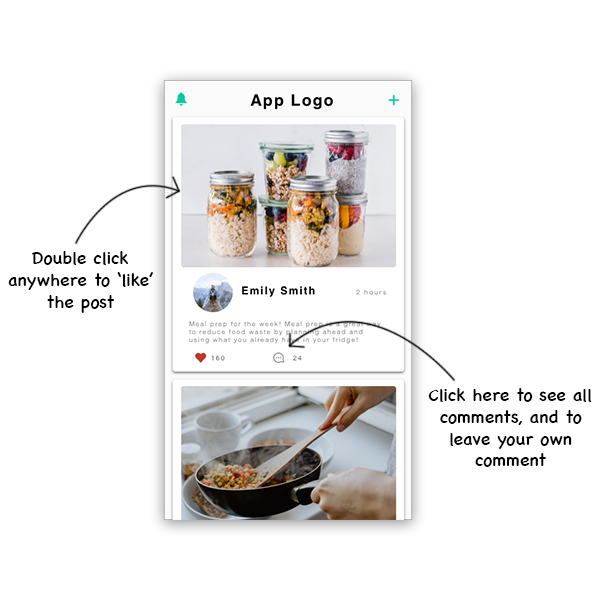 App Logo
Double click
anywhere to ‘like’
the post
Emily Smith
2 hours
Meal prep for the week! Meal prep is a great way
to reduce food waste by planning ahead and
using what you already have in your fridge!
160
24
Click here to see all
comments, and to
leave your own
comment